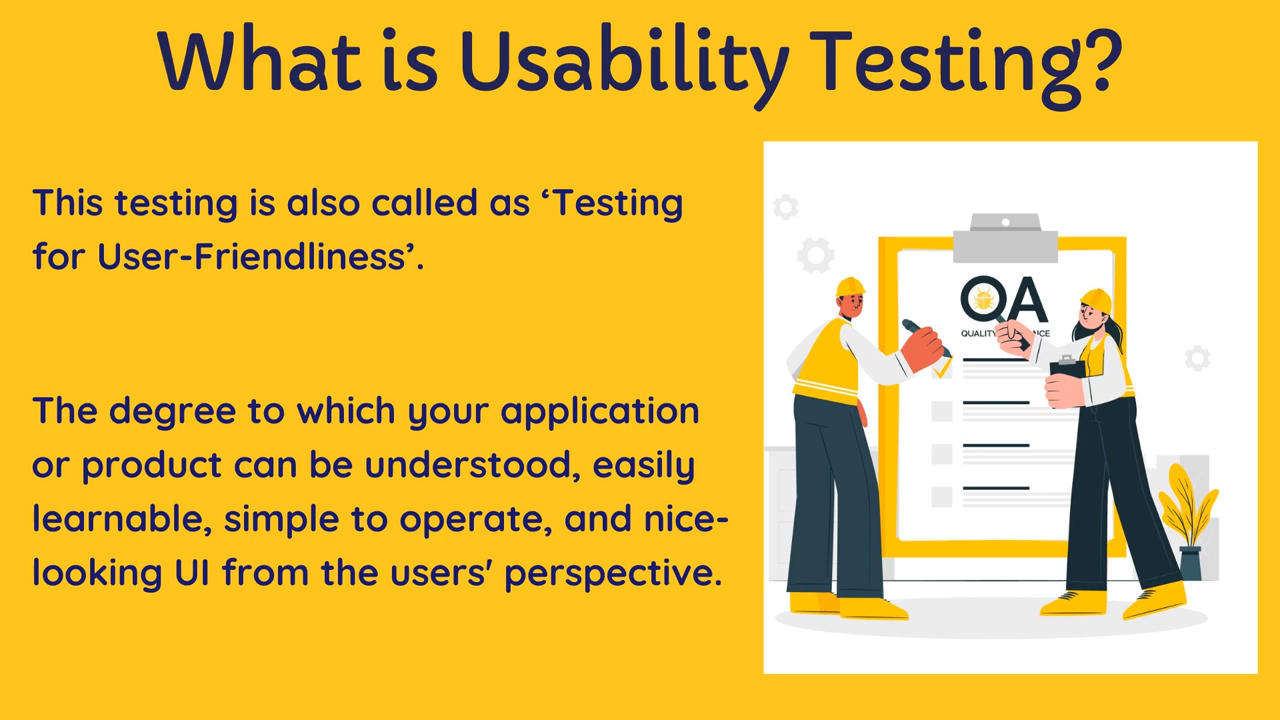 What is Usability Testing?
This testing is also called as ‘Testing
for User-Friendliness’.
The degree to which your application
or product can be understood, easily
learnable, simple to operate, and nice-
looking UI from the users' perspective.
QA
QUALITY